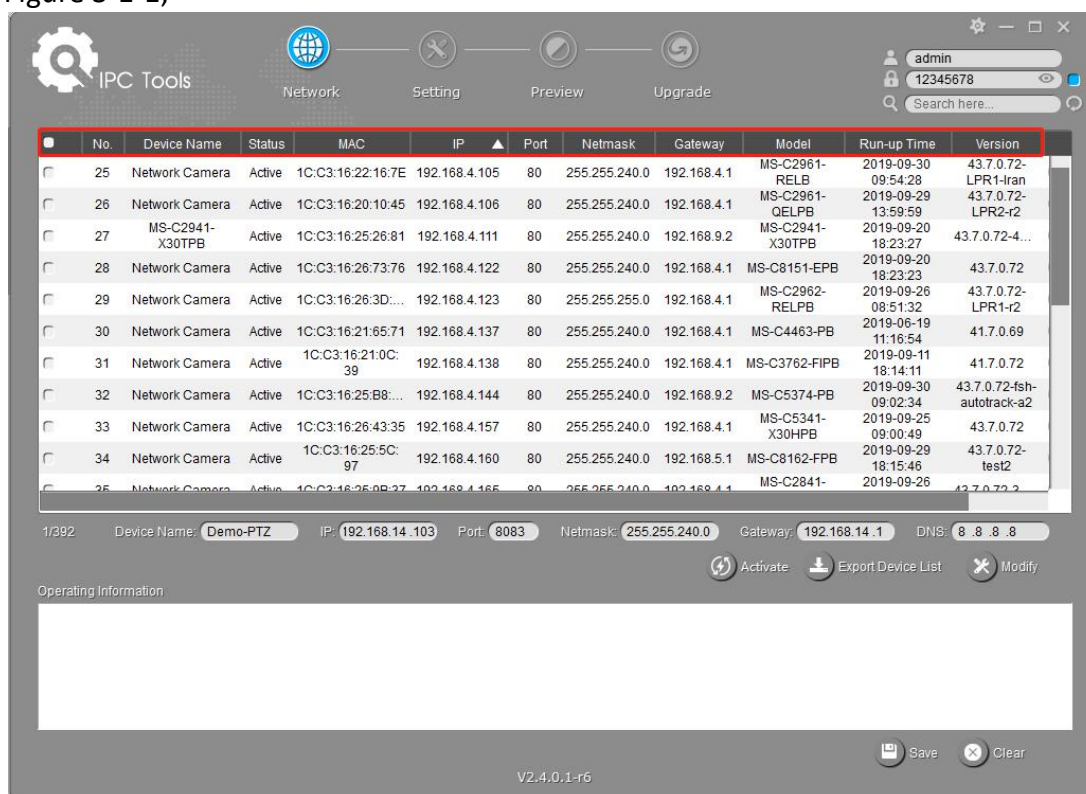 Figure 3-1-1)
IPC Tools
Network
Setting
Preview
Upgrade
admin
12345678
Search here...
No. Device Name Status MAC IP Port Netmask Gateway Model Run-up Time Version
25 Network Camera Active 1C:C3:16:22:16:7E 192.168.4.105 80 255.255.240.0 192.168.4.1 MS-C2961-RELB 2019-09-30 09:54:28 43.7.0.72-LPR1-Iran
26 Network Camera Active 1C:C3:16:20:10:45 192.168.4.106 80 255.255.240.0 192.168.4.1 MS-C2961-QELPB 2019-09-29 13:59:59 43.7.0.72-LPR2-r2
27 MS-C2941-X30TPB Active 1C:C3:16:25:26:81 192.168.4.111 80 255.255.240.0 192.168.9.2 MS-C2941-X30TPB 2019-09-20 18:23:27 43.7.0.72-4...
28 Network Camera Active 1C:C3:16:26:73:76 192.168.4.122 80 255.255.240.0 192.168.4.1 MS-C8151-EPB 2019-09-20 18:23:23 43.7.0.72
29 Network Camera Active 1C:C3:16:26:3D:... 192.168.4.123 80 255.255.255.0 192.168.4.1 MS-C2962-RELPB 2019-09-26 08:51:32 43.7.0.72-LPR1-r2
30 Network Camera Active 1C:C3:16:21:65:71 192.168.4.137 80 255.255.240.0 192.168.4.1 MS-C4463-PB 2019-06-19 11:16:54 41.7.0.69
31 Network Camera Active 1C:C3:16:21:0C:39 192.168.4.138 80 255.255.240.0 192.168.4.1 MS-C3762-FIPB 2019-09-11 18:14:11 41.7.0.72
32 Network Camera Active 1C:C3:16:25:B8:... 192.168.4.144 80 255.255.240.0 192.168.9.2 MS-C5374-PB 2019-09-30 09:02:34 43.7.0.72-fsh-autotrack-a2
33 Network Camera Active 1C:C3:16:26:43:35 192.168.4.157 80 255.255.240.0 192.168.4.1 MS-C5341-X30HPB 2019-09-25 09:00:49 43.7.0.72
34 Network Camera Active 1C:C3:16:25:5C:97 192.168.4.160 80 255.255.240.0 192.168.5.1 MS-C8162-FPB 2019-09-29 18:15:46 43.7.0.72-test2
35 Network Camera Active 1C:C3:16:25:9B:37 192.168.4.165 80 255.255.240.0 192.168.4.1 MS-C2841- 2019-09-26
1/392 Device Name: Demo-PTZ IP: 192.168.14.103 Port: 8083 Netmask: 255.255.240.0 Gateway: 192.168.14.1 DNS: 8.8.8.8
Activate Export Device List Modify
Operating Information
Save Clear
V2.4.0.1-r6